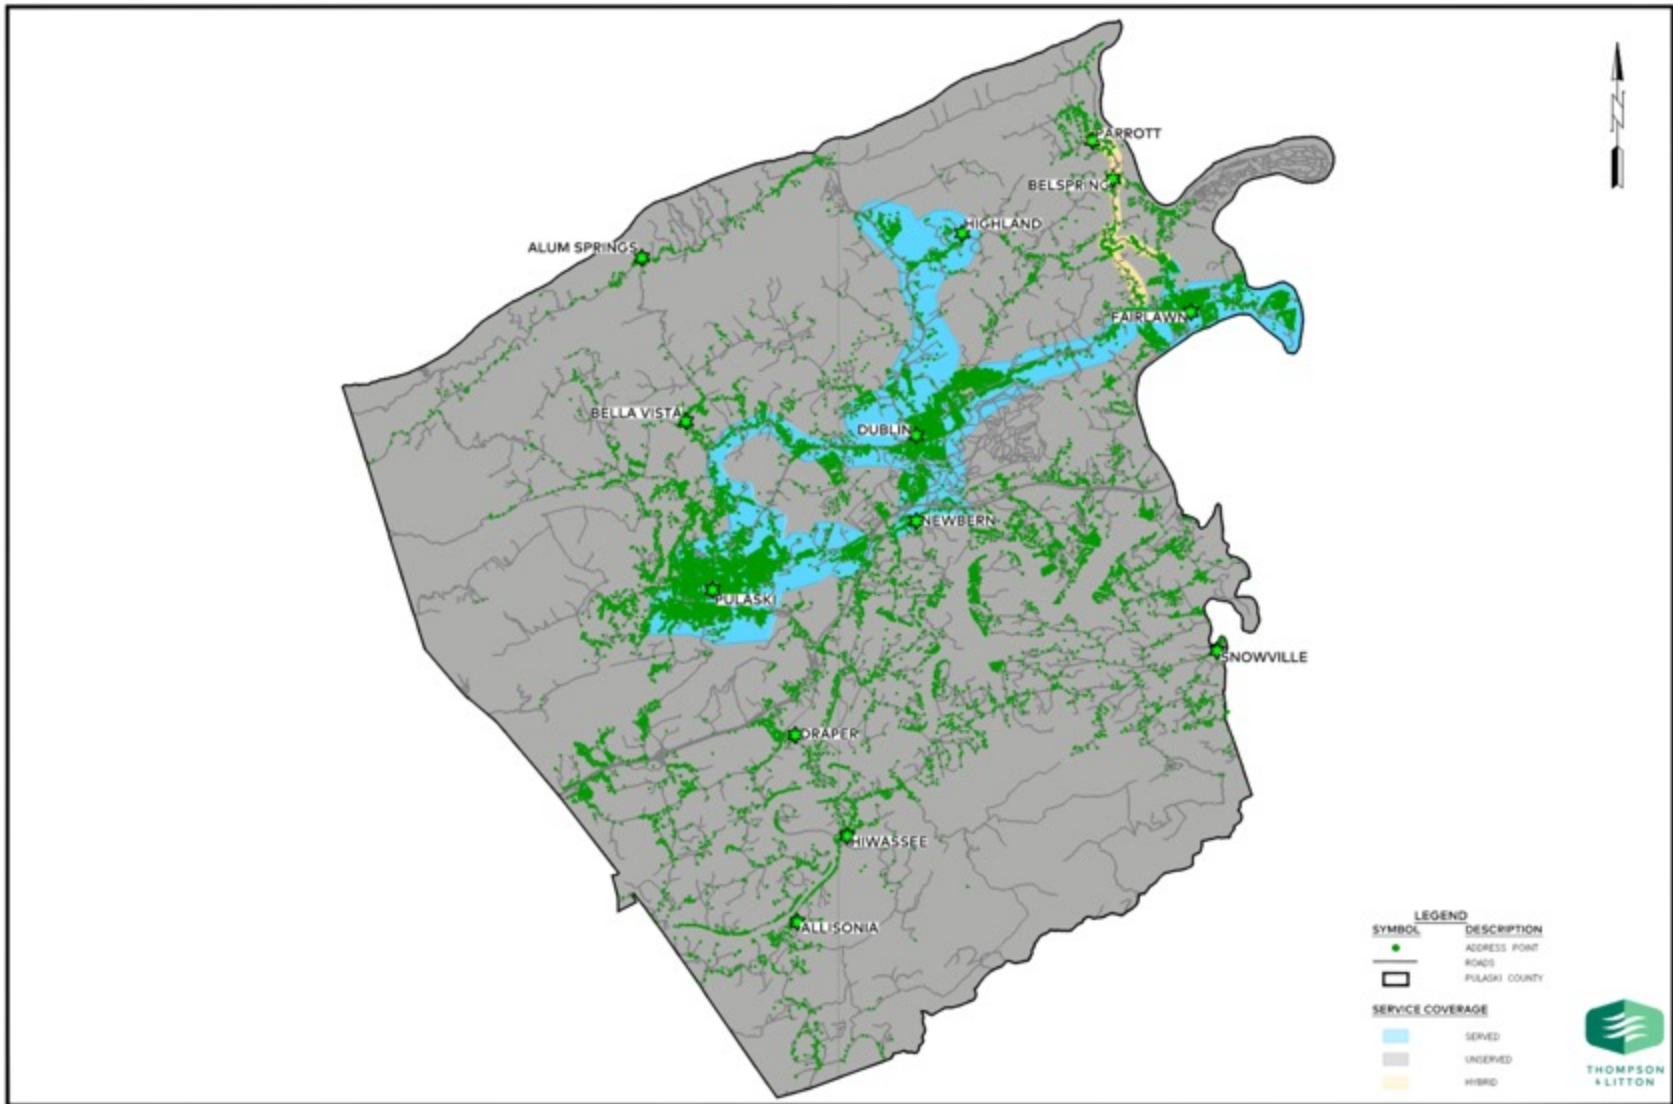 PARROTT
BELSPRING
HIGHLAND
ALUM SPRINGS
FAIRLAWN
BELLA VISTA
DUBLIN
NEWBERN
PULASKI
SNOWVILLE
DRAPER
HIWASSEE
ALLISONIA
LEGEND
SYMBOL DESCRIPTION
ADDRESS POINT
ROADS
PULASKI COUNTY
SERVICE COVERAGE
SERVED
UNSERVED
HYBRID
THOMPSON
& LITTON
N